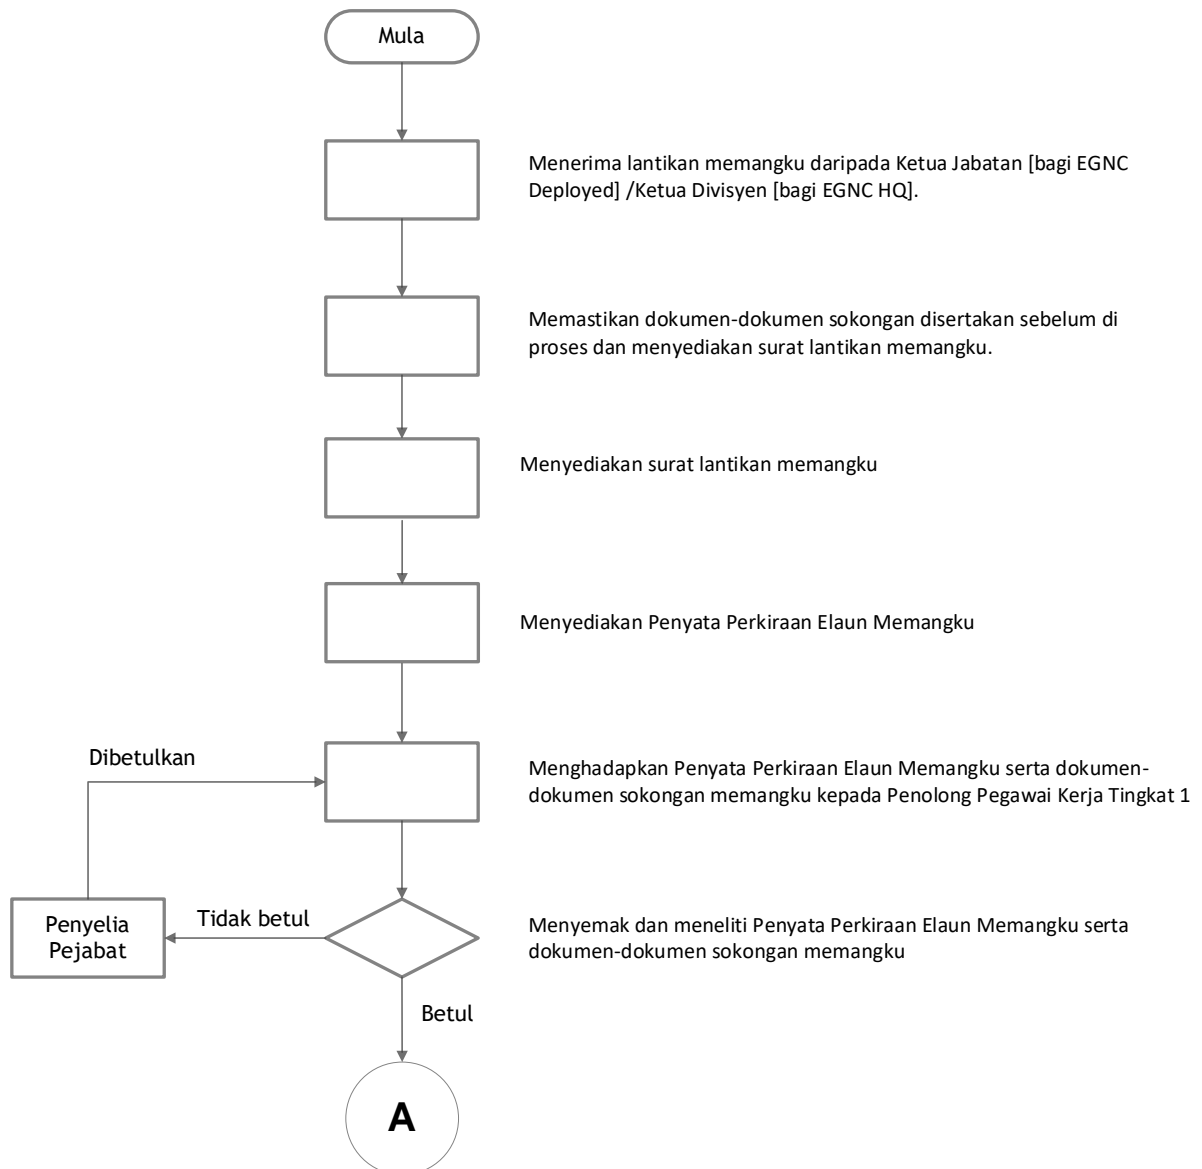 Mula
Menerima lantikan memangku daripada Ketua Jabatan [bagi EGNC
Deployed] /Ketua Divisyen [bagi EGNC HQ].
Memastikan dokumen-dokumen sokongan disertakan sebelum di
proses dan menyediakan surat lantikan memangku.
Menyediakan surat lantikan memangku
Menyediakan Penyata Perkiraan Elaun Memangku
Dibetulkan
Menghadapkan Penyata Perkiraan Elaun Memangku serta dokumen-
dokumen sokongan memangku kepada Penolong Pegawai Kerja Tingkat 1
Penyelia
Pejabat
Tidak betul
Menyemak dan meneliti Penyata Perkiraan Elaun Memangku serta
dokumen-dokumen sokongan memangku
Betul
A